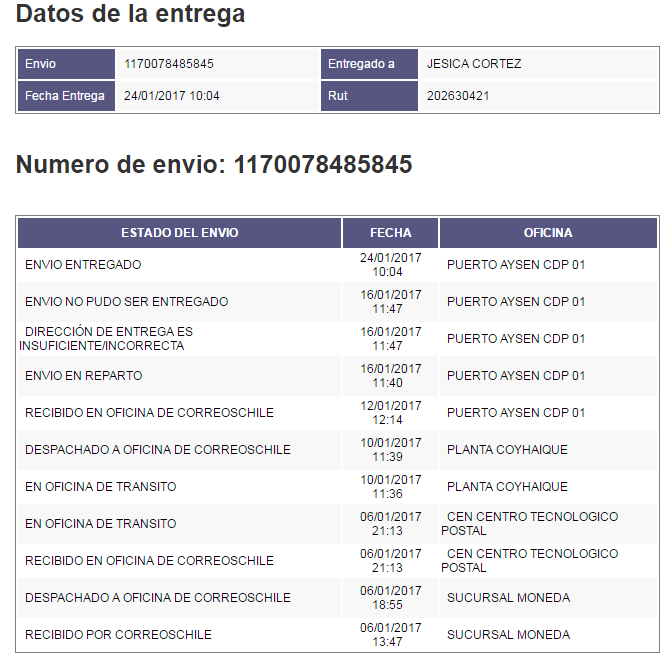 Datos de la entrega
Envio 1170078485845 Entregado a JESICA CORTEZ
Fecha Entrega 24/01/2017 10:04 Rut 202630421
Numero de envio: 1170078485845
ESTADO DEL ENVIO FECHA OFICINA
ENVIO ENTREGADO 24/01/2017 10:04 PUERTO AYSEN CDP 01
ENVIO NO PUDO SER ENTREGADO 16/01/2017 11:47 PUERTO AYSEN CDP 01
DIRECCIÓN DE ENTREGA ES INSUFICIENTE/INCORRECTA 16/01/2017 11:47 PUERTO AYSEN CDP 01
ENVIO EN REPARTO 16/01/2017 11:40 PUERTO AYSEN CDP 01
RECIBIDO EN OFICINA DE CORREOSCHILE 12/01/2017 12:14 PUERTO AYSEN CDP 01
DESPACHADO A OFICINA DE CORREOSCHILE 10/01/2017 11:39 PLANTA COYHAIQUE
EN OFICINA DE TRANSITO 10/01/2017 11:36 PLANTA COYHAIQUE
EN OFICINA DE TRANSITO 06/01/2017 21:13 CEN CENTRO TECNOLOGICO POSTAL
RECIBIDO EN OFICINA DE CORREOSCHILE 06/01/2017 21:13 CEN CENTRO TECNOLOGICO POSTAL
DESPACHADO A OFICINA DE CORREOSCHILE 06/01/2017 18:55 SUCURSAL MONEDA
RECIBIDO POR CORREOSCHILE 06/01/2017 13:47 SUCURSAL MONEDA